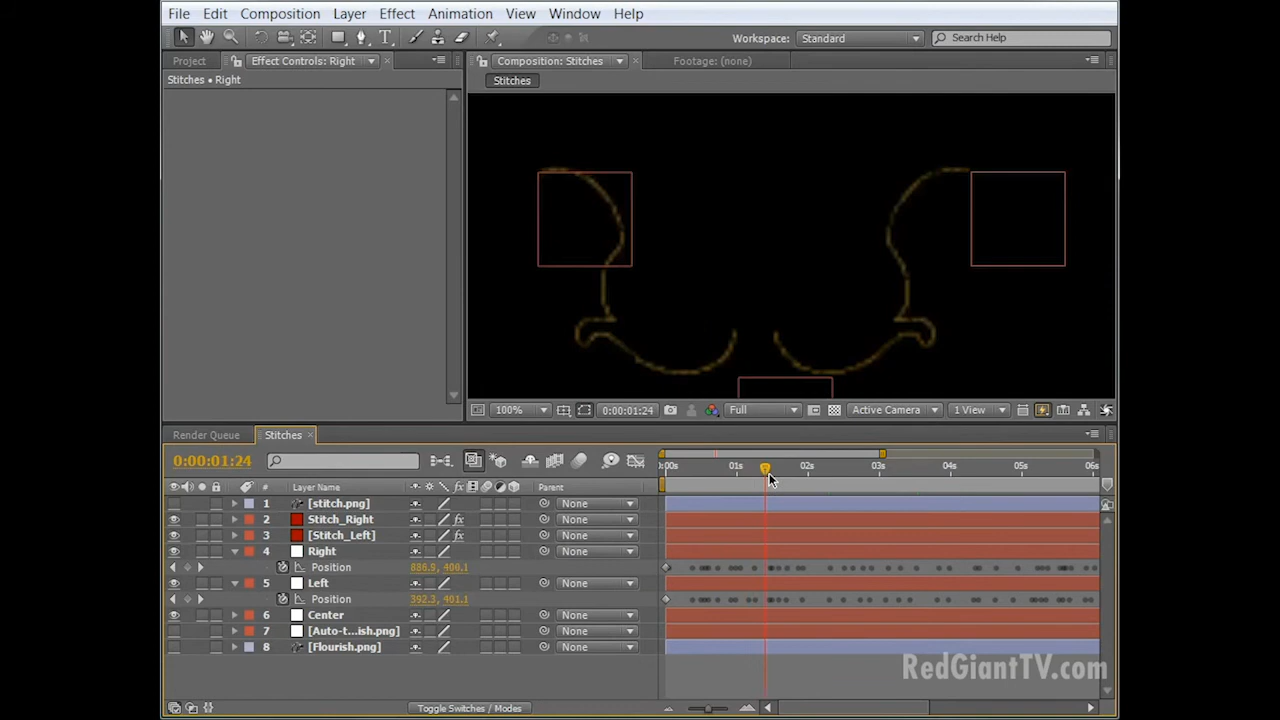 File Edit Composition Layer Effect Animation View Window Help
Workspace: Standard Search Help
Project Effect Controls: Right Composition: Stitches Footage: (none)
Stitches • Right Stitches
100% 0:00:01:24 Full Active Camera 1 View
Render Queue Stitches
0:00:01:24 0:00s 01s 02s 03s 04s 05s 06s
# Layer Name Parent
1 [stitch.png] None
2 Stitch_Right fx None
3 [Stitch_Left] fx None
4 Right None
Position 886.9, 400.1
5 Left None
Position 392.3, 401.1
6 Center None
7 [Auto-t...ish.png] None
8 [Flourish.png] None
RedGiantTV.com
Toggle Switches / Modes